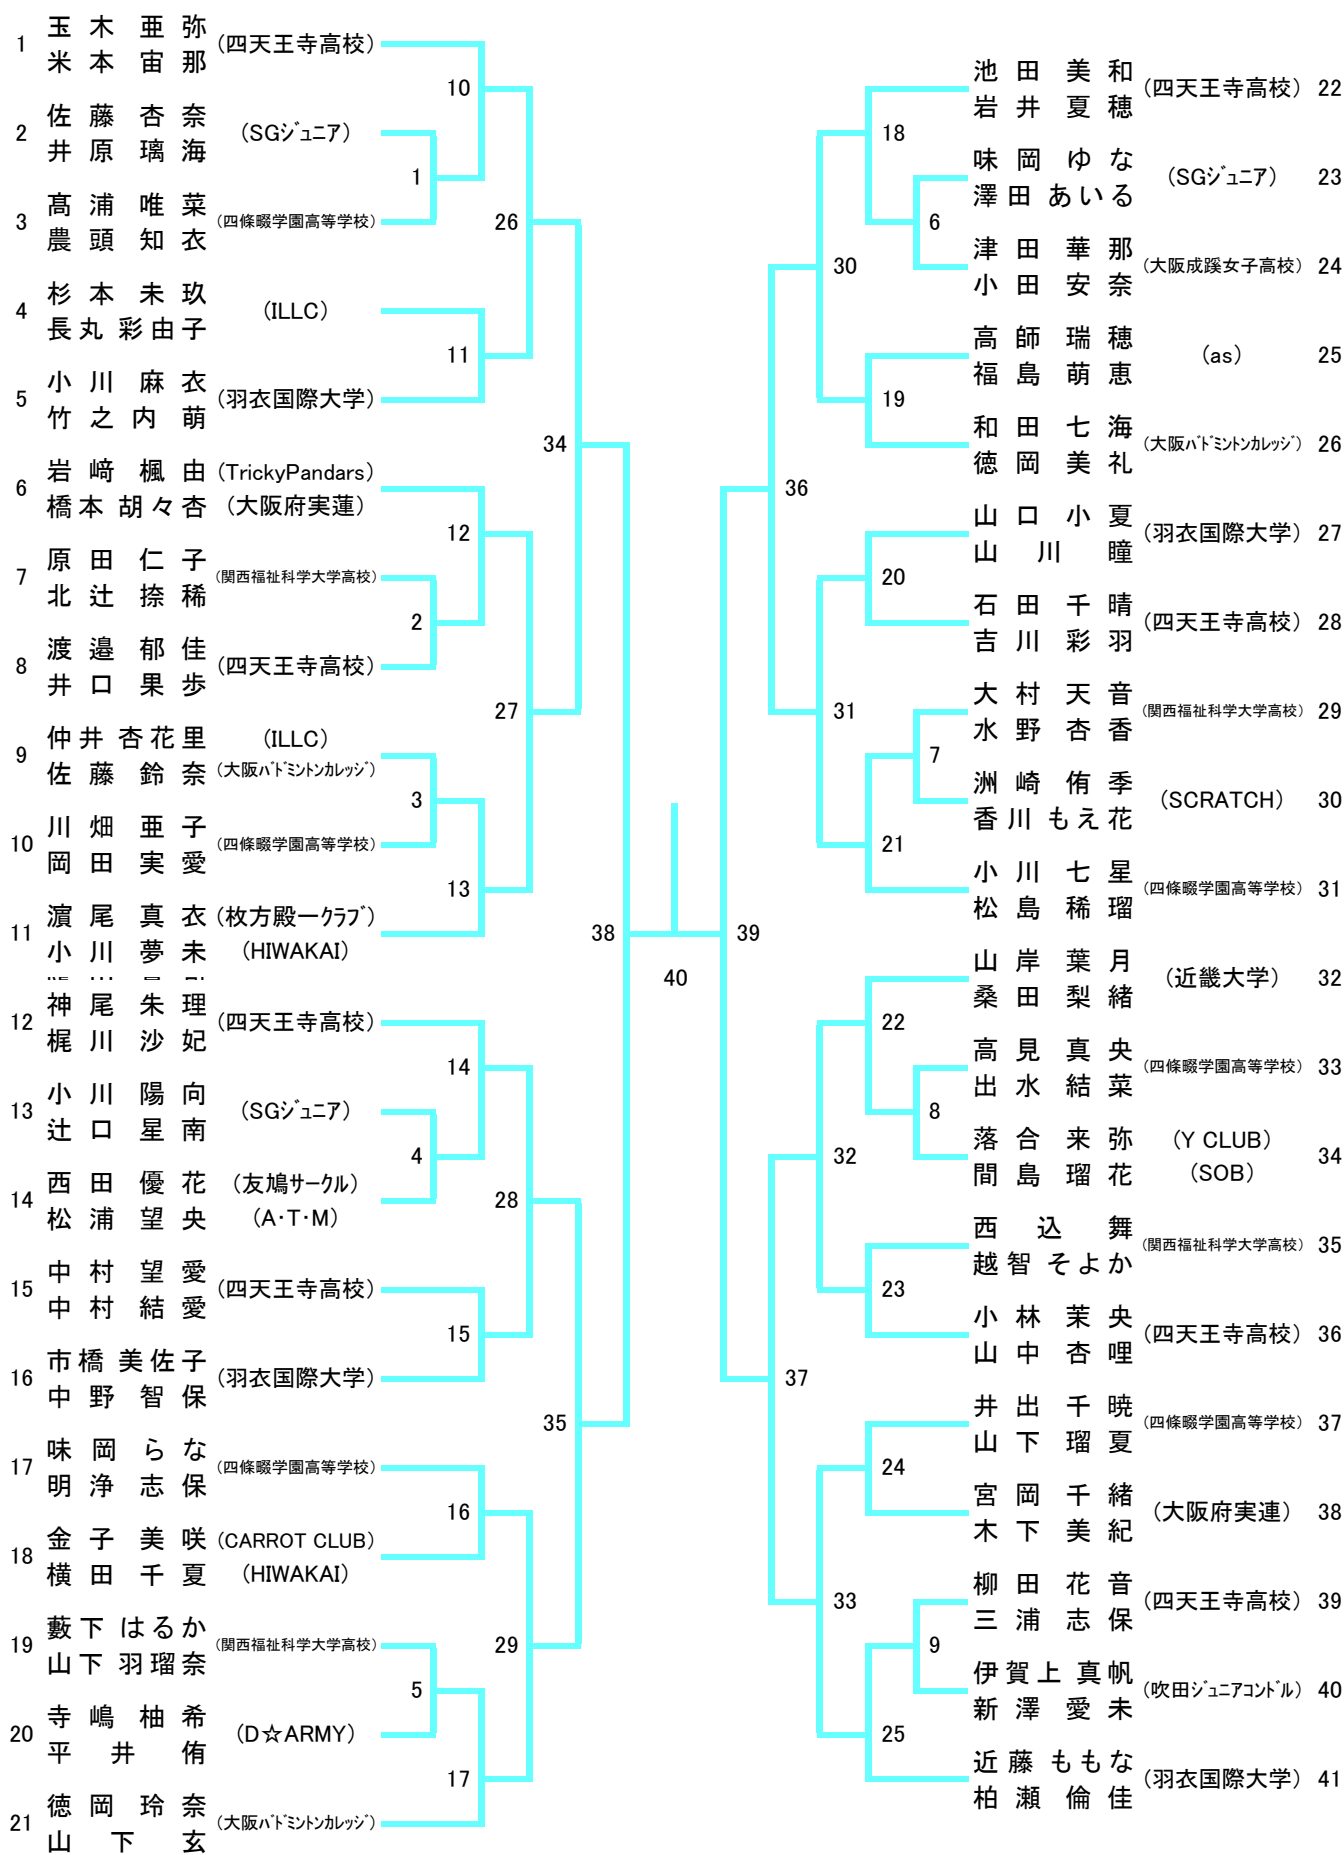 1 玉木亜弥 (四天王寺高校)
米本宙那
2 佐藤杏奈 (SGジュニア)
井原璃海
3 髙浦唯菜 (四條畷学園高等学校)
農頭知衣
4 杉本未玖 (ILLC)
長丸彩由子
5 小川麻衣 (羽衣国際大学)
竹之内萌
6 岩﨑楓由 (TrickyPandars)
橋本胡々杏 (大阪府実蓮)
7 原田仁子 (関西福祉科学大学高校)
北辻捺稀
8 渡邉郁佳 (四天王寺高校)
井口果歩
9 仲井杏花里 (ILLC)
佐藤鈴奈 (大阪バドミントンカレッジ)
10 川畑亜子 (四條畷学園高等学校)
岡田実愛
11 濵尾真衣 (枚方殿一クラブ)
小川夢未 (HIWAKAI)
12 神尾朱理 (四天王寺高校)
梶川沙妃
13 小川陽向 (SGジュニア)
辻口星南
14 西田優花 (友鳩サークル)
松浦望央 (A・T・M)
15 中村望愛 (四天王寺高校)
中村結愛
16 市橋美佐子 (羽衣国際大学)
中野智保
17 味岡らな (四條畷学園高等学校)
明浄志保
18 金子美咲 (CARROT CLUB)
横田千夏 (HIWAKAI)
19 藪下はるか (関西福祉科学大学高校)
山下羽瑠奈
20 寺嶋柚希 (D☆ARMY)
平井侑
21 徳岡玲奈 (大阪バドミントンカレッジ)
山下玄
1
2
3
4
5
10
11
12
13
14
15
16
17
26
27
28
29
34
35
38
40
39
36
37
30
31
32
33
18
19
20
21
22
23
24
25
6
7
8
9
池田美和 (四天王寺高校) 22
岩井夏穂
味岡ゆな (SGジュニア) 23
澤田あいる
津田華那 (大阪成蹊女子高校) 24
小田安奈
高師瑞穂 (as) 25
福島萌恵
和田七海 (大阪バドミントンカレッジ) 26
徳岡美礼
山口小夏 (羽衣国際大学) 27
山川瞳
石田千晴 (四天王寺高校) 28
吉川彩羽
大村天音 (関西福祉科学大学高校) 29
水野杏香
洲崎侑季 (SCRATCH) 30
香川もえ花
小川七星 (四條畷学園高等学校) 31
松島稀瑠
山岸葉月 (近畿大学) 32
桑田梨緒
高見真央 (四條畷学園高等学校) 33
出水結菜
落合来弥 (Y CLUB) 34
間島瑠花 (SOB)
西込舞 (関西福祉科学大学高校) 35
越智そよか
小林茉央 (四天王寺高校) 36
山中杏哩
井出千暁 (四條畷学園高等学校) 37
山下瑠夏
宮岡千緒 (大阪府実連) 38
木下美紀
柳田花音 (四天王寺高校) 39
三浦志保
伊賀上真帆 (吹田ジュニアコンドル) 40
新澤愛未
近藤ももな (羽衣国際大学) 41
柏瀬倫佳